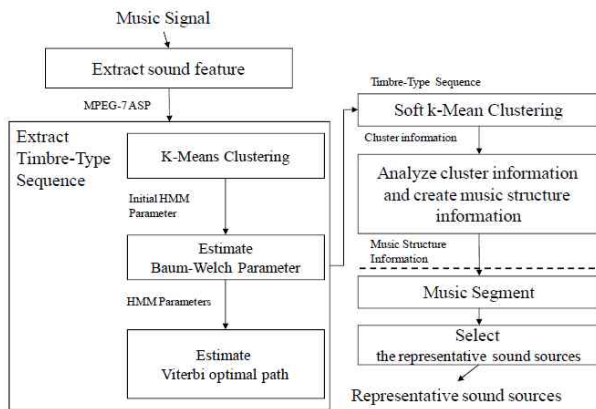 Music Signal
Extract sound feature
MPEG-7 ASP
Extract
Timbre-Type
Sequence
K-Means Clustering
Initial HMM
Parameter
Estimate
Baum-Welch Parameter
HMM Parameters
Estimate
Viterbi optimal path
Timbre-Type Sequence
Soft k-Mean Clustering
Cluster information
Analyze cluster information
and create music structure
information
Music Structure
Information
Music Segment
Select
the representative sound sources
Representative sound sources